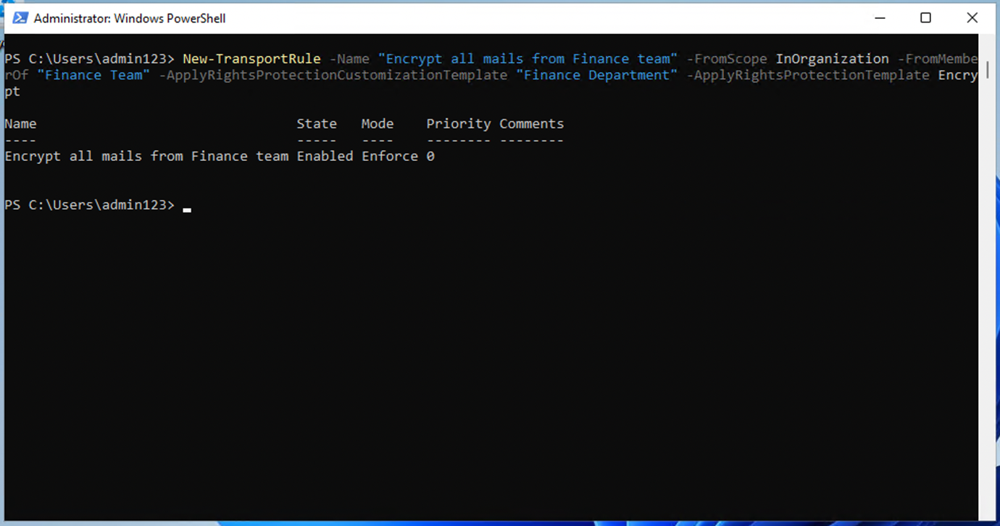 Administrator: Windows PowerShell
PS C:\Users\admin123> New-TransportRule -Name "Encrypt all mails from Finance team" -FromScope InOrganization -FromMembe
rOf "Finance Team" -ApplyRightsProtectionCustomizationTemplate "Finance Department" -ApplyRightsProtectionTemplate Encry
pt
Name State Mode Priority Comments
---- ----- ---- -------- --------
Encrypt all mails from Finance team Enabled Enforce 0
PS C:\Users\admin123>